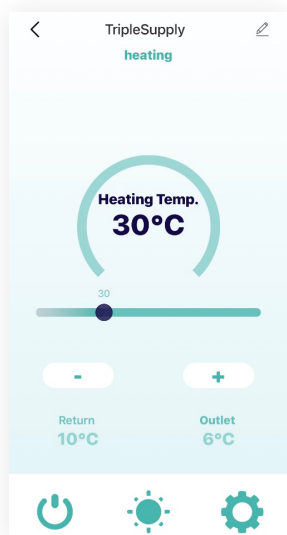 TripleSupply
heating
Heating Temp.
30°C
30
- +
Return Outlet
10°C 6°C